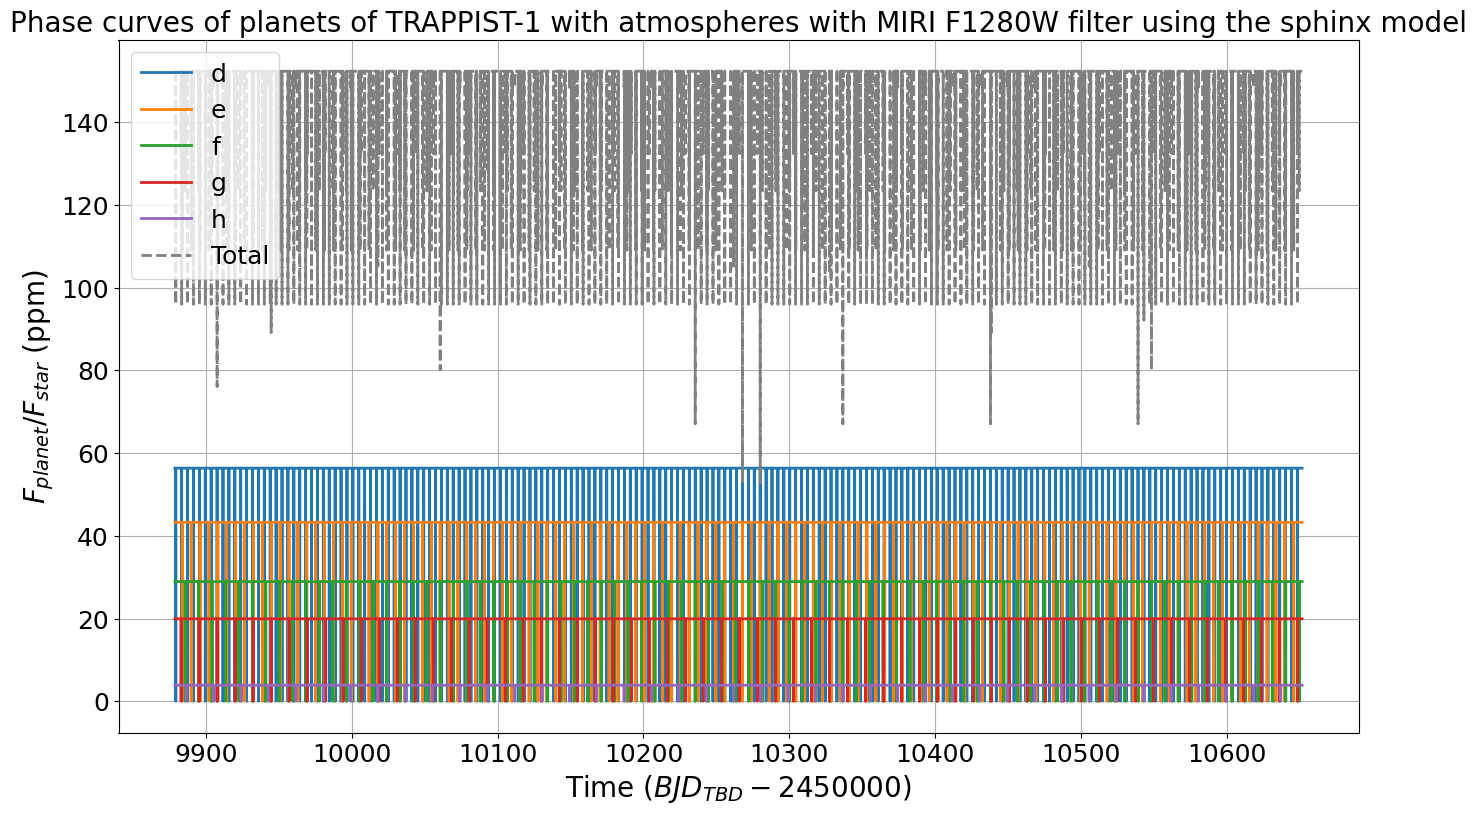 Phase curves of planets of TRAPPIST-1 with atmospheres with MIRI F1280W filter using the sphinx model
d
e
f
g
h
Total
F_planet/F_star (ppm)
140
120
100
80
60
40
20
0
9900 10000 10100 10200 10300 10400 10500 10600
Time (BJD_TBD − 2450000)